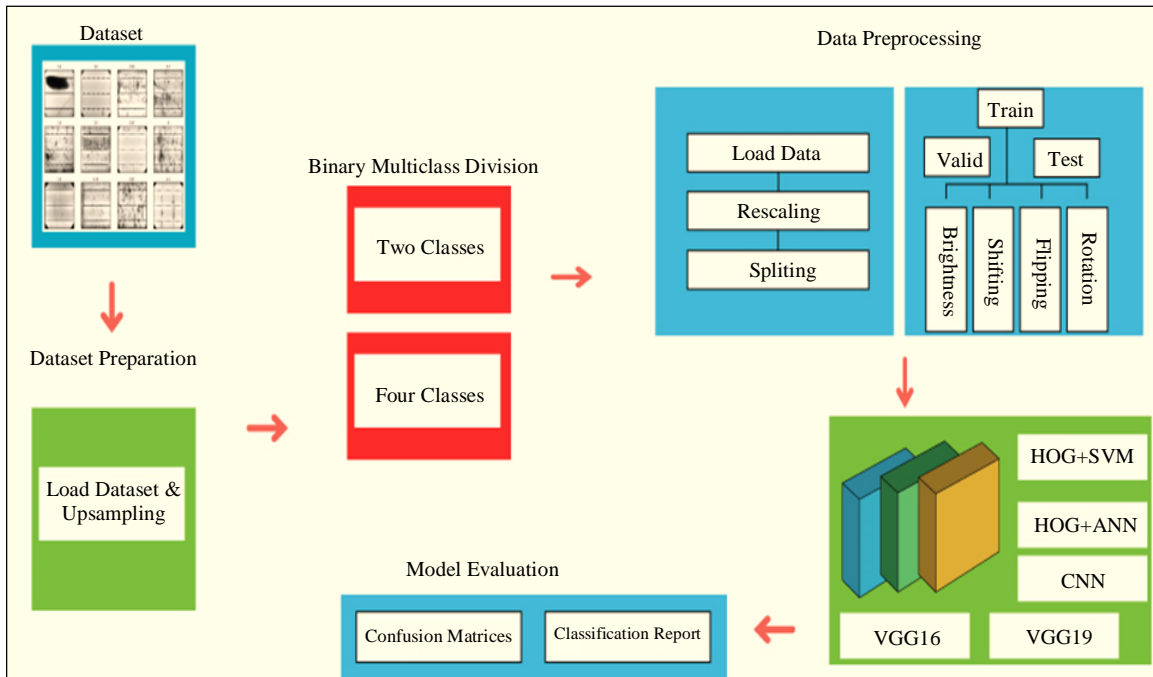 Dataset
Dataset Preparation
Load Dataset &
Upsampling
Binary Multiclass Division
Two Classes
Four Classes
Data Preprocessing
Load Data
Rescaling
Spliting
Train
Valid
Test
Brightness
Shifting
Flipping
Rotation
HOG+SVM
HOG+ANN
CNN
VGG16
VGG19
Model Evaluation
Confusion Matrices
Classification Report